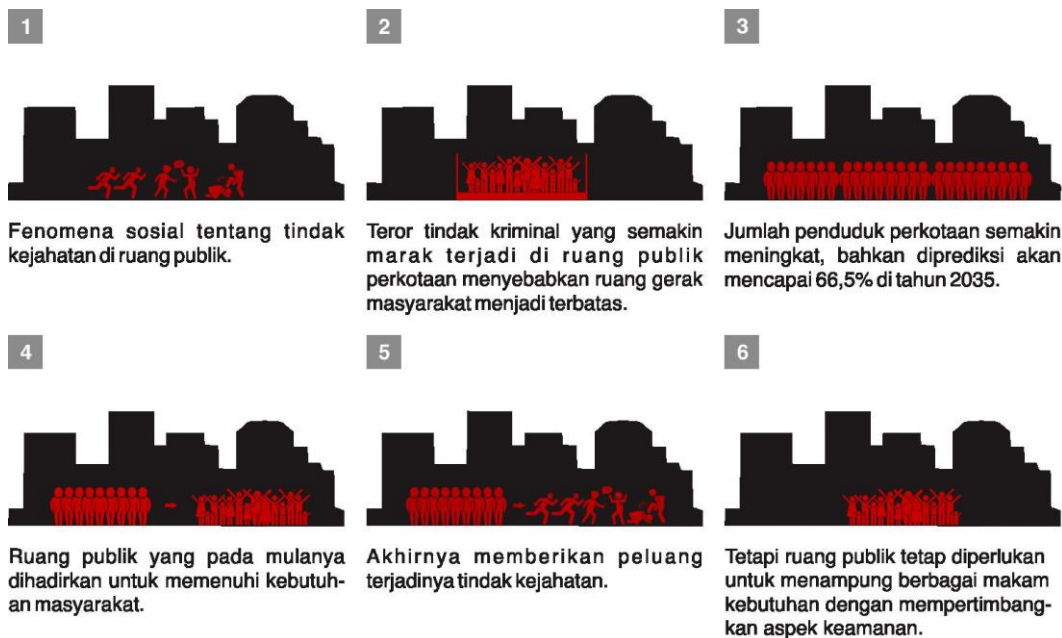 1
Fenomena sosial tentang tindak
kejahatan di ruang publik.
2
Teror tindak kriminal yang semakin
marak terjadi di ruang publik
perkotaan menyebabkan ruang gerak
masyarakat menjadi terbatas.
3
Jumlah penduduk perkotaan semakin
meningkat, bahkan diprediksi akan
mencapai 66,5% di tahun 2035.
4
Ruang publik yang pada mulanya
dihadirkan untuk memenuhi kebutuh-
an masyarakat.
5
Akhirnya memberikan peluang
terjadinya tindak kejahatan.
6
Tetapi ruang publik tetap diperlukan
untuk menampung berbagai makam
kebutuhan dengan mempertimbang-
kan aspek keamanan.